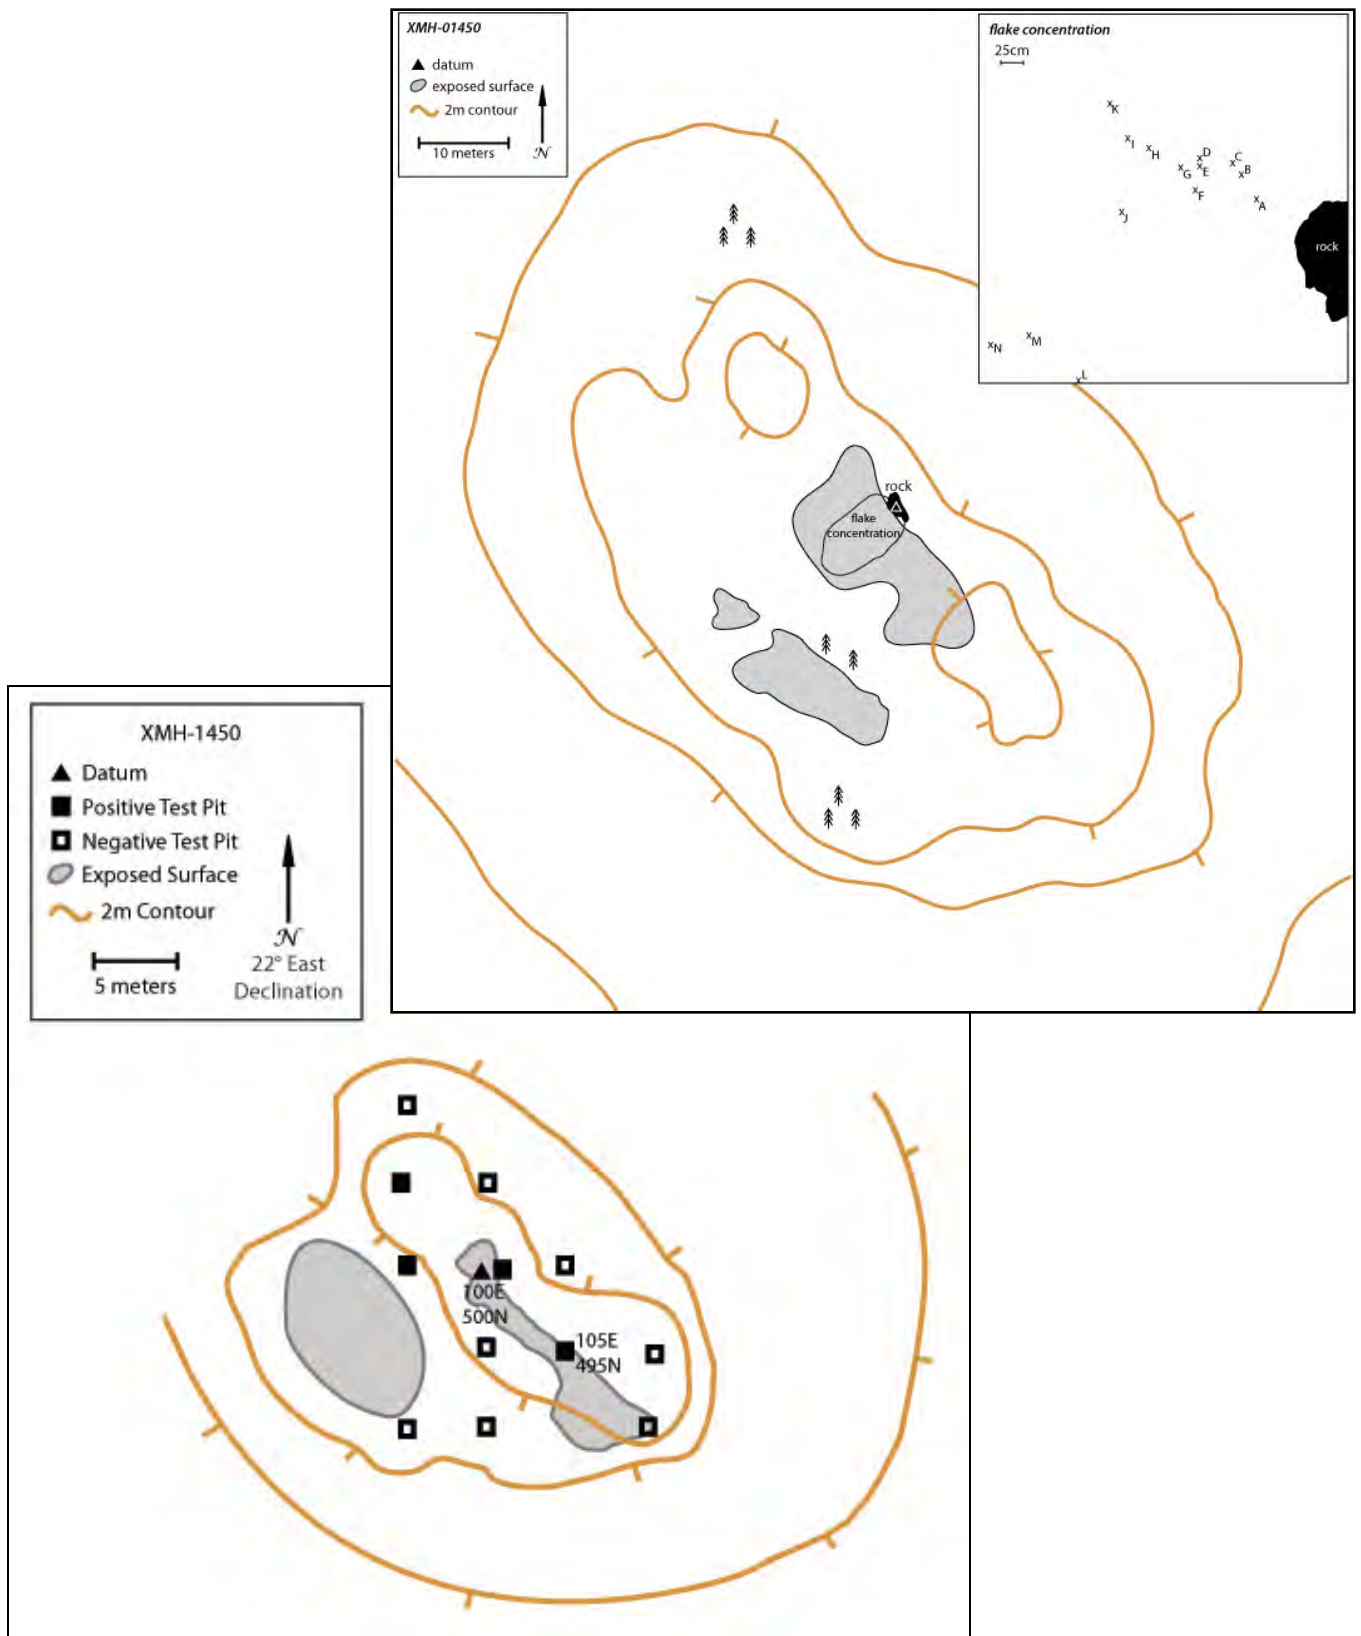 XMH-01450
datum
exposed surface
2m contour
10 meters
N
flake concentration
25cm
K
I
H
D
C
G
E
B
F
A
J
rock
N
M
L
rock
flake
concentration
XMH-1450
Datum
Positive Test Pit
Negative Test Pit
Exposed Surface
2m Contour
N
5 meters
22° East
Declination
100E
500N
105E
495N